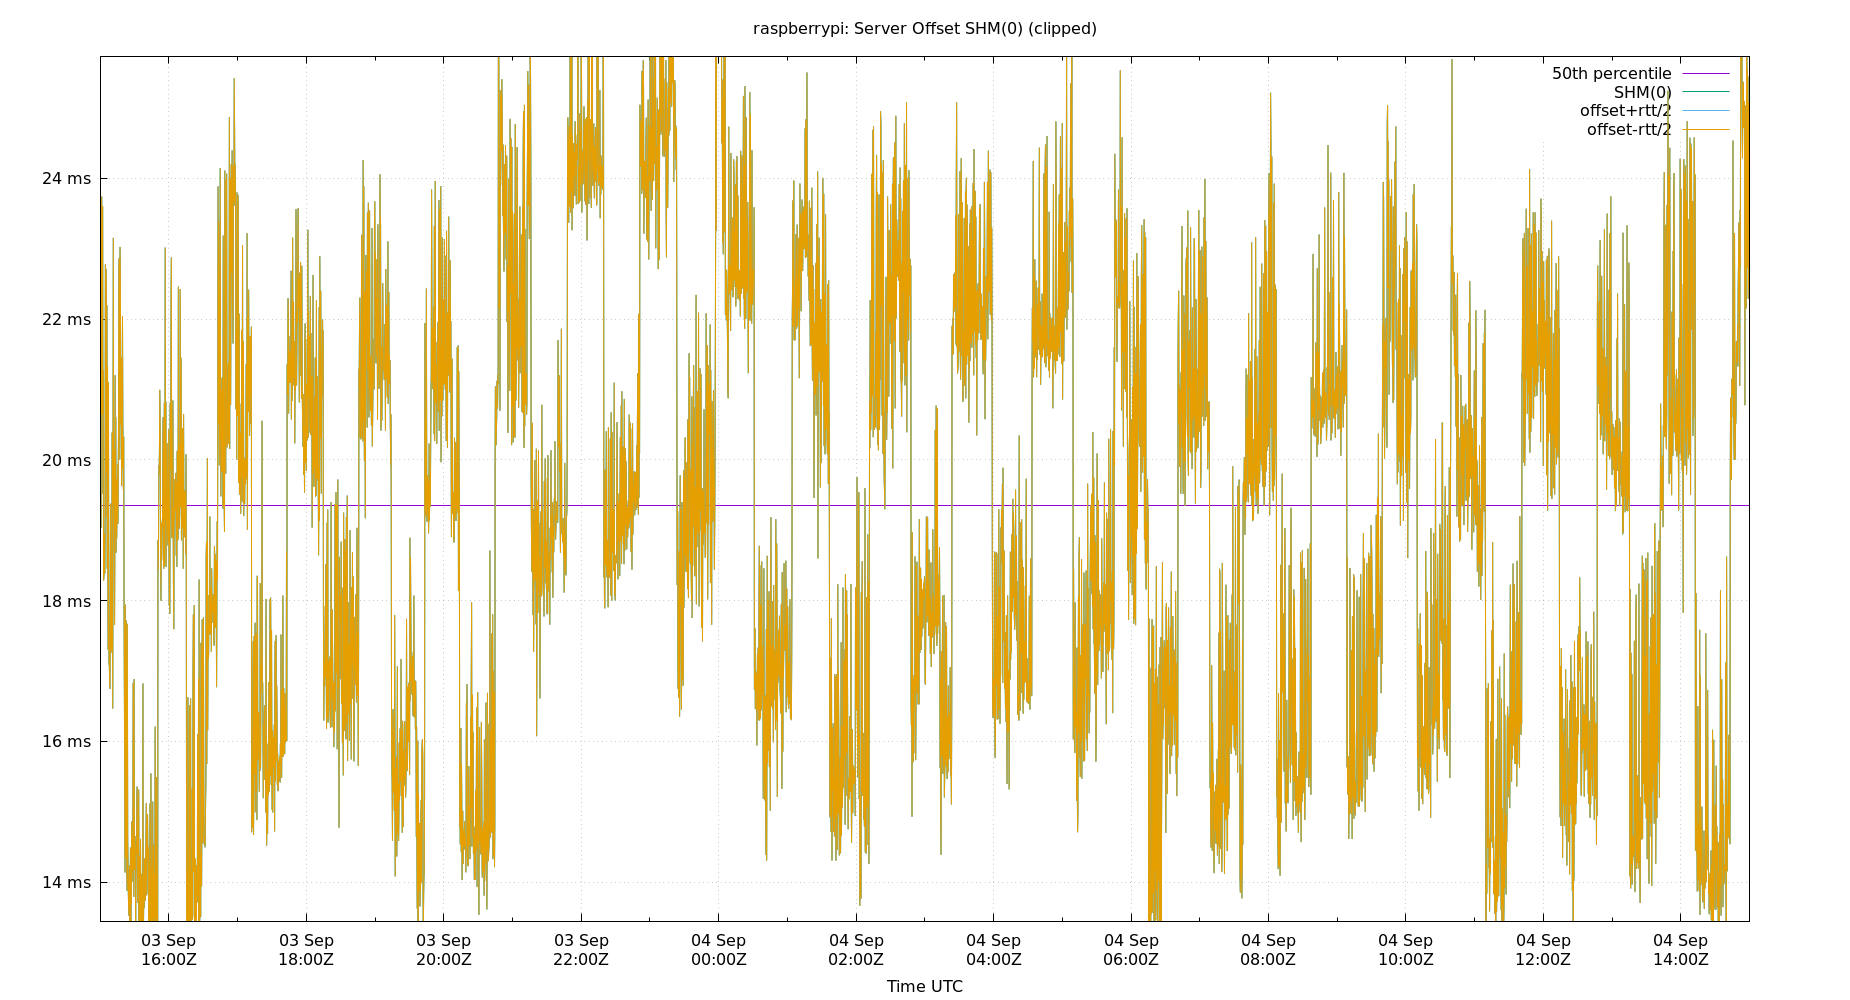 raspberrypi: Server Offset SHM(0) (clipped)
50th percentile
SHM(0)
offset+rtt/2
offset-rtt/2
24 ms
22 ms
20 ms
18 ms
16 ms
14 ms
03 Sep 03 Sep 03 Sep 03 Sep 04 Sep 04 Sep 04 Sep 04 Sep 04 Sep 04 Sep 04 Sep 04 Sep
16:00Z 18:00Z 20:00Z 22:00Z 00:00Z 02:00Z 04:00Z 06:00Z 08:00Z 10:00Z 12:00Z 14:00Z
Time UTC